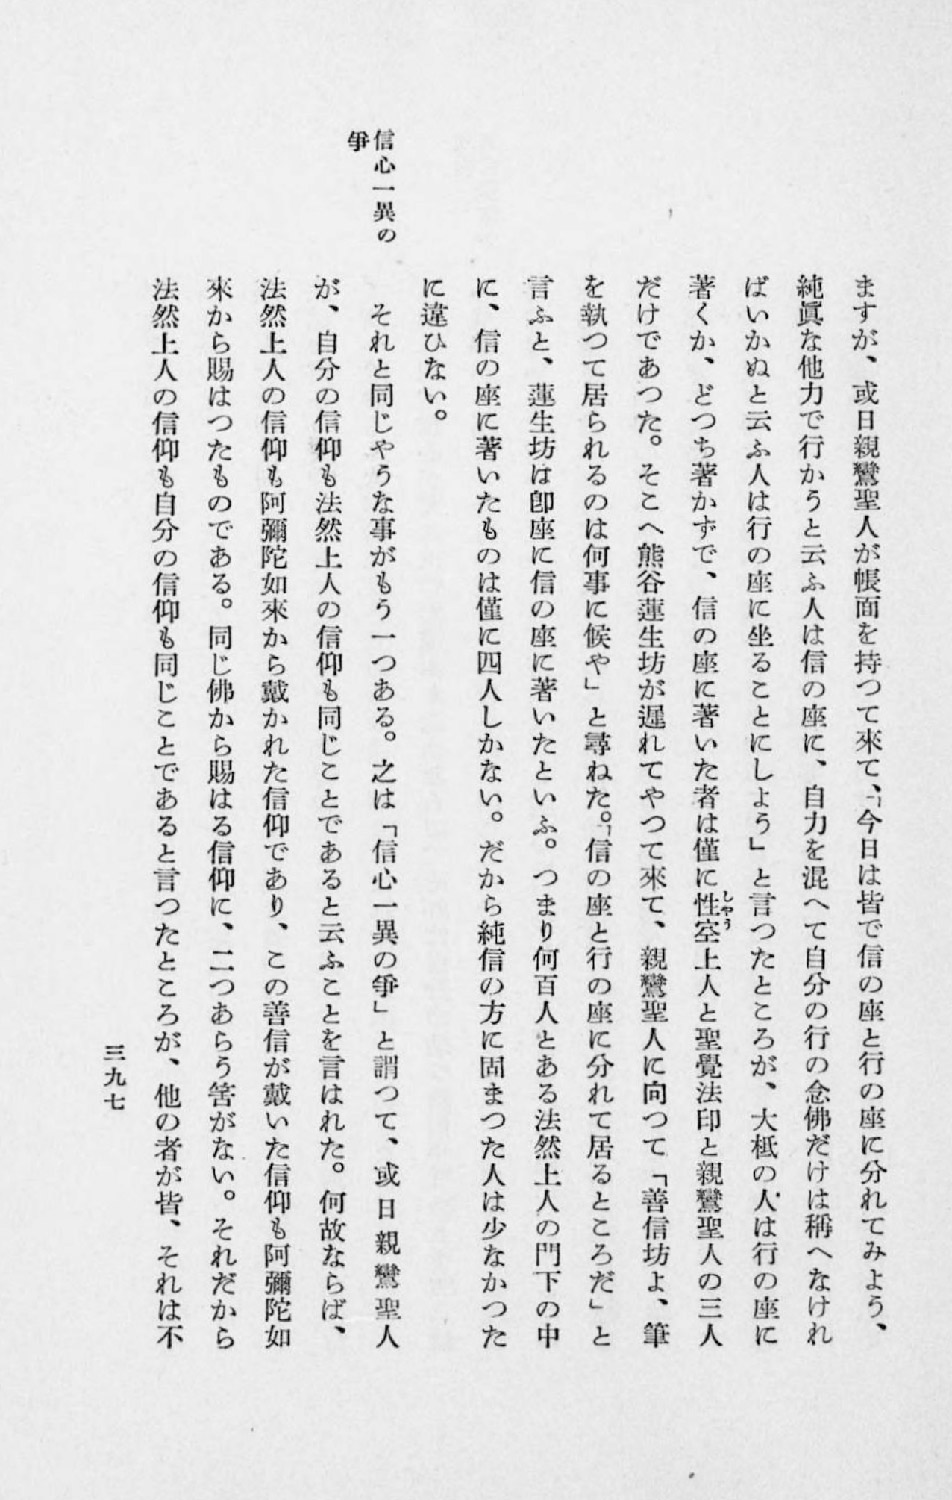 ますが、或日親鸞聖人が帳面を持つて來て、「今日は皆で信の座と行の座に分れてみよう、
純眞な他力で行かうと云ふ人は信の座に、自力を混へて自分の行の念佛だけは稱へなけれ
ばいかぬと云ふ人は行の座に坐ることにしよう」と言つたところが、大柢の人は行の座に
著くか、どつち著かずで、信の座に著いた者は僅に性空上人と聖覺法印と親鸞聖人の三人
しやう
だけであつた。そこへ熊谷蓮生坊が遲れてやつて來て、親鸞聖人に向つて「善信坊よ、筆
を執つて居られるのは何事に候や」と尋ねた。「信の座と行の座に分れて居るところだ」と
言ふと、蓮生坊は卽座に信の座に著いたといふ。つまり何百人とある法然上人の門下の中
に、信の座に著いたものは僅に四人しかない。だから純信の方に固まつた人は少なかつた
に違ひない。
信心一異の
爭
それと同じやうな事がもう一つある。之は「信心一異の爭」と謂つて、或日親鸞聖人
が、自分の信仰も法然上人の信仰も同じことであると云ふことを言はれた。何故ならば、
法然上人の信仰も阿彌陀如來から戴かれた信仰であり、この善信が戴いた信仰も阿彌陀如
來から賜はつたものである。同じ佛から賜はる信仰に、二つあらう筈がない。それだから
法然上人の信仰も自分の信仰も同じことであると言つたところが、他の者が皆、それは不
三九七